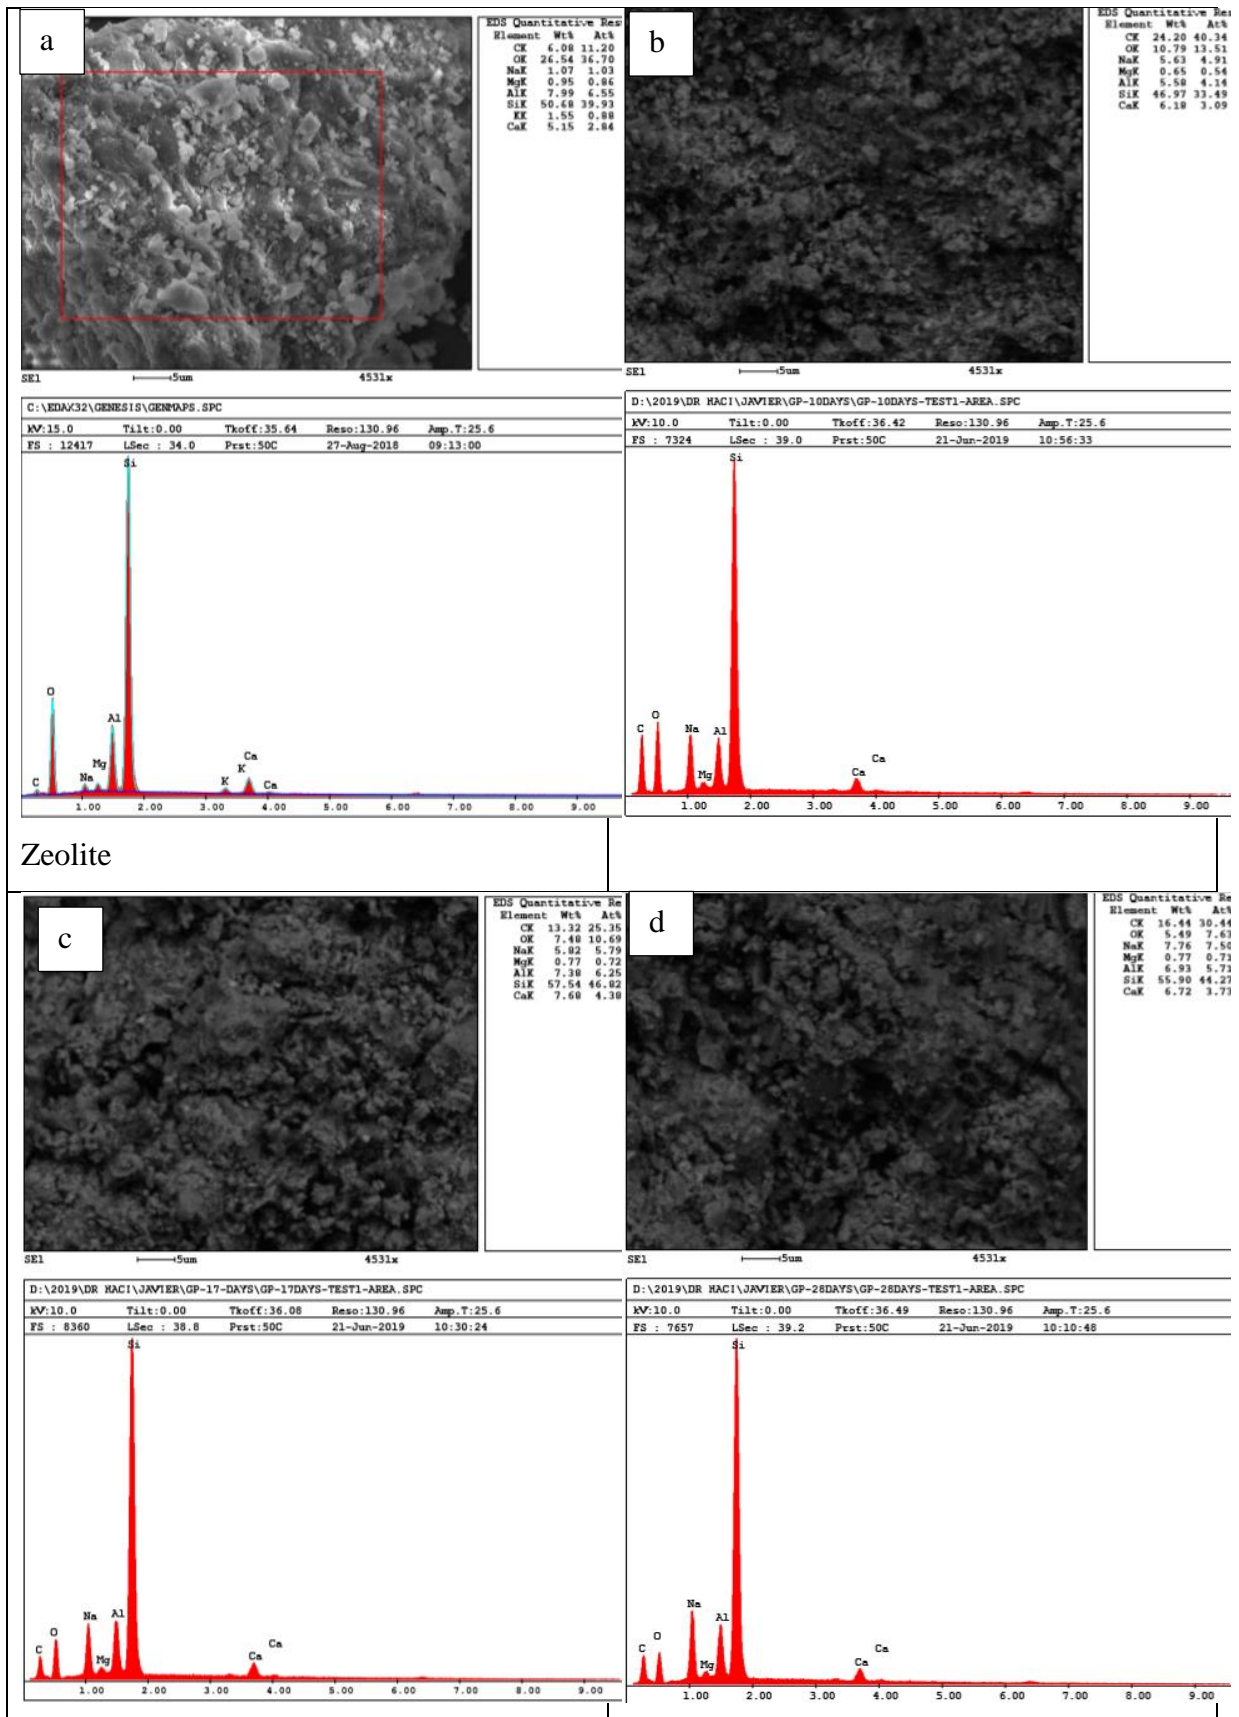 a
EDS Quantitative Res
Element Wt% At%
CK 6.08 11.20
OK 26.54 36.70
NaK 1.07 1.03
MgK 0.95 0.86
AlK 7.99 6.55
SiK 50.68 39.93
KK 1.55 0.88
CaK 5.15 2.84
SE1 5um 4531x
C:\EDAX32\GENESIS\GENMAPS.SPC
kV:15.0 Tilt:0.00 Tkoff:35.64 Reso:130.96 Amp.T:25.6
FS : 12417 LSec : 34.0 Prst:50C 27-Aug-2018 09:13:00
Si
O
Al
Ca
Mg
K
Na
C
K
Ca
1.00 2.00 3.00 4.00 5.00 6.00 7.00 8.00 9.00
b
EDS Quantitative Re
Element Wt% At%
CK 24.20 40.34
OK 10.79 13.51
NaK 5.63 4.91
MgK 0.65 0.54
AlK 5.58 4.14
SiK 46.97 33.49
CaK 6.18 3.09
SE1 5um 4531x
D:\2019\DR HACI\JAVIER\GP-10DAYS\GP-10DAYS-TEST1-AREA.SPC
kV:10.0 Tilt:0.00 Tkoff:36.42 Reso:130.96 Amp.T:25.6
FS : 7324 LSec : 39.0 Prst:50C 21-Jun-2019 10:56:33
Si
O
C
Na
Al
Ca
Mg
Ca
1.00 2.00 3.00 4.00 5.00 6.00 7.00 8.00 9.00
Zeolite
c
EDS Quantitative Re
Element Wt% At%
CK 13.32 25.35
OK 7.48 10.69
NaK 5.82 5.79
MgK 0.77 0.72
AlK 7.38 6.25
SiK 57.54 46.82
CaK 7.68 4.38
SE1 5um 4531x
D:\2019\DR HACI\JAVIER\GP-17-DAYS\GP-17DAYS-TEST1-AREA.SPC
kV:10.0 Tilt:0.00 Tkoff:36.08 Reso:130.96 Amp.T:25.6
FS : 8360 LSec : 38.8 Prst:50C 21-Jun-2019 10:30:24
Si
Na
Al
O
Ca
C
Mg
Ca
1.00 2.00 3.00 4.00 5.00 6.00 7.00 8.00 9.00
d
EDS Quantitative Re
Element Wt% At%
CK 16.44 30.44
OK 5.49 7.63
NaK 7.76 7.50
MgK 0.77 0.71
AlK 6.93 5.71
SiK 55.90 44.27
CaK 6.72 3.73
SE1 5um 4531x
D:\2019\DR HACI\JAVIER\GP-28DAYS\GP-28DAYS-TEST1-AREA.SPC
kV:10.0 Tilt:0.00 Tkoff:36.49 Reso:130.96 Amp.T:25.6
FS : 7657 LSec : 39.2 Prst:50C 21-Jun-2019 10:10:48
Si
Na
Al
O
C
Ca
Mg
Ca
1.00 2.00 3.00 4.00 5.00 6.00 7.00 8.00 9.00